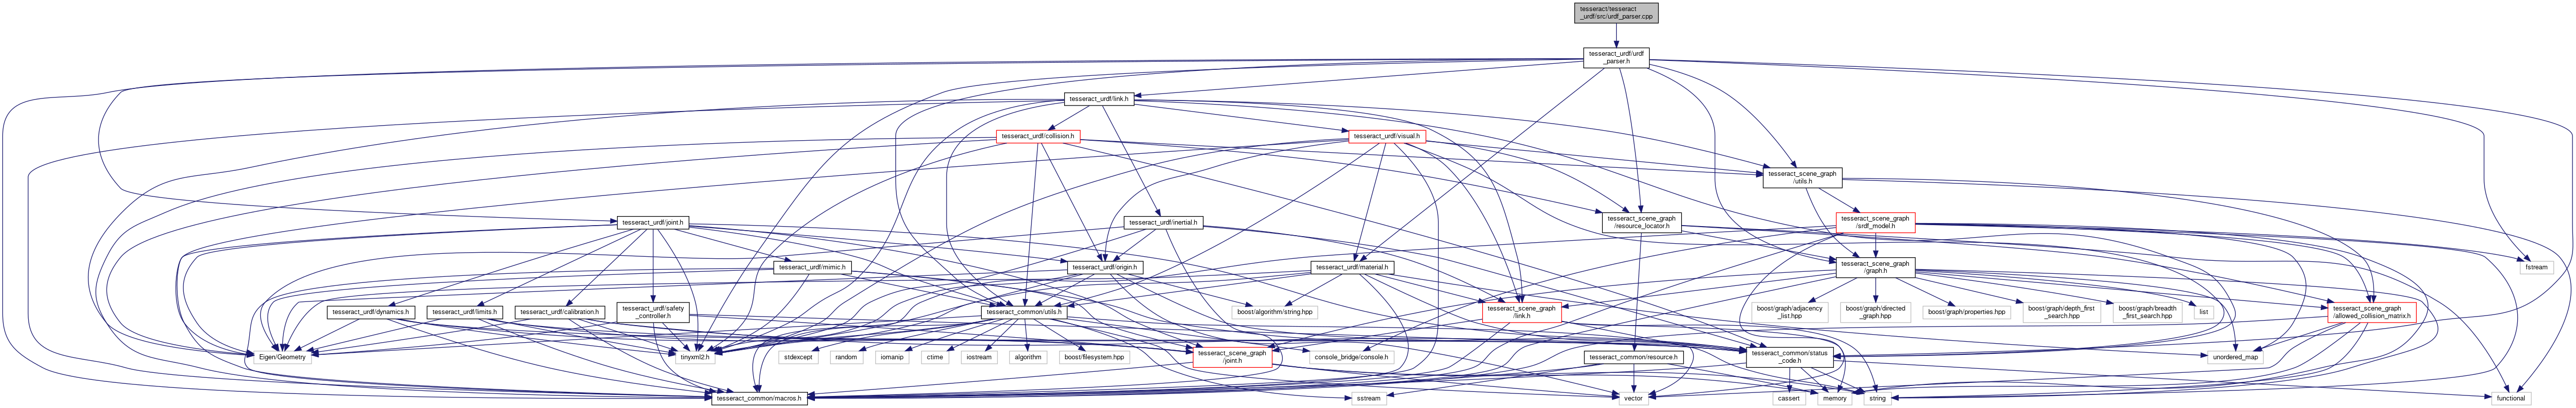 tesseract/tesseract
_urdf/src/urdf_parser.cpp
tesseract_urdf/urdf
_parser.h
tesseract_urdf/link.h
tesseract_urdf/collision.h
tesseract_urdf/visual.h
tesseract_scene_graph
/utils.h
tesseract_urdf/joint.h
tesseract_urdf/inertial.h
tesseract_scene_graph
/resource_locator.h
tesseract_scene_graph
/srdf_model.h
tesseract_urdf/mimic.h
tesseract_urdf/origin.h
tesseract_urdf/material.h
tesseract_scene_graph
/graph.h
fstream
tesseract_urdf/dynamics.h
tesseract_urdf/limits.h
tesseract_urdf/calibration.h
tesseract_urdf/safety
_controller.h
tesseract_common/utils.h
boost/algorithm/string.hpp
tesseract_scene_graph
/link.h
boost/graph/adjacency
_list.hpp
boost/graph/directed
_graph.hpp
boost/graph/properties.hpp
boost/graph/depth_first
_search.hpp
boost/graph/breadth
_first_search.hpp
list
tesseract_scene_graph
/allowed_collision_matrix.h
Eigen/Geometry
tinyxml2.h
stdexcept
random
iomanip
ctime
iostream
algorithm
boost/filesystem.hpp
tesseract_scene_graph
/joint.h
console_bridge/console.h
tesseract_common/resource.h
tesseract_common/status
_code.h
unordered_map
tesseract_common/macros.h
sstream
vector
cassert
memory
string
functional